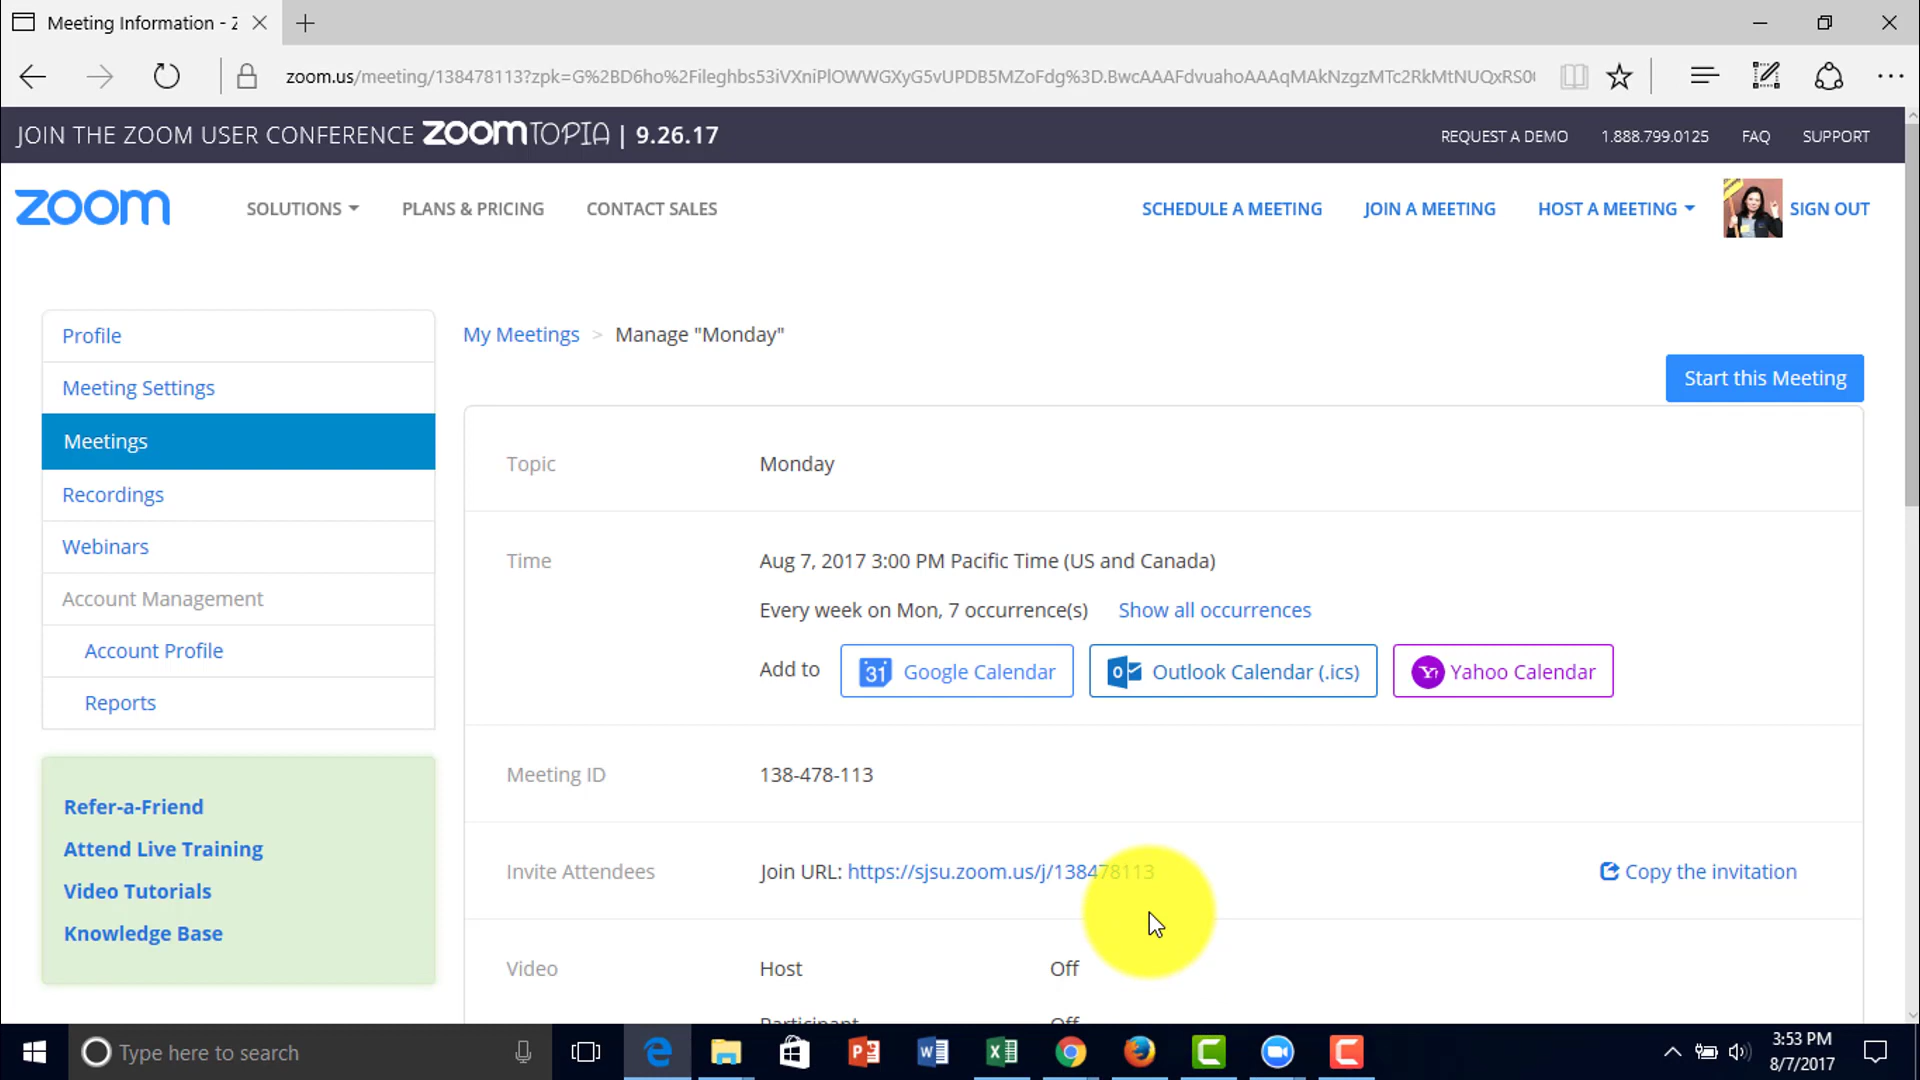 Meeting Information - Z
zoom.us/meeting/138478113?zpk=G%2BD6ho%2Fileghbs53iVXniPlOWWGXyG5vUPDB5MZoFdg%3D.BwcAAAFdvuahoAAAqMAkNzgzMTc2RkMtNUQxRS0
JOIN THE ZOOM USER CONFERENCE zoomTOPIA | 9.26.17
REQUEST A DEMO 1.888.799.0125 FAQ SUPPORT
zoom SOLUTIONS PLANS & PRICING CONTACT SALES SCHEDULE A MEETING JOIN A MEETING HOST A MEETING SIGN OUT
Profile
Meeting Settings
Meetings
Recordings
Webinars
Account Management
Account Profile
Reports
Refer-a-Friend
Attend Live Training
Video Tutorials
Knowledge Base
My Meetings > Manage "Monday"
Start this Meeting
Topic Monday
Time Aug 7, 2017 3:00 PM Pacific Time (US and Canada)
Every week on Mon, 7 occurrence(s) Show all occurrences
Add to 31 Google Calendar Outlook Calendar (.ics) Yahoo Calendar
Meeting ID 138-478-113
Invite Attendees Join URL: https://sjsu.zoom.us/j/138478113 Copy the invitation
Video Host Off
Participant Off
Type here to search
3:53 PM
8/7/2017